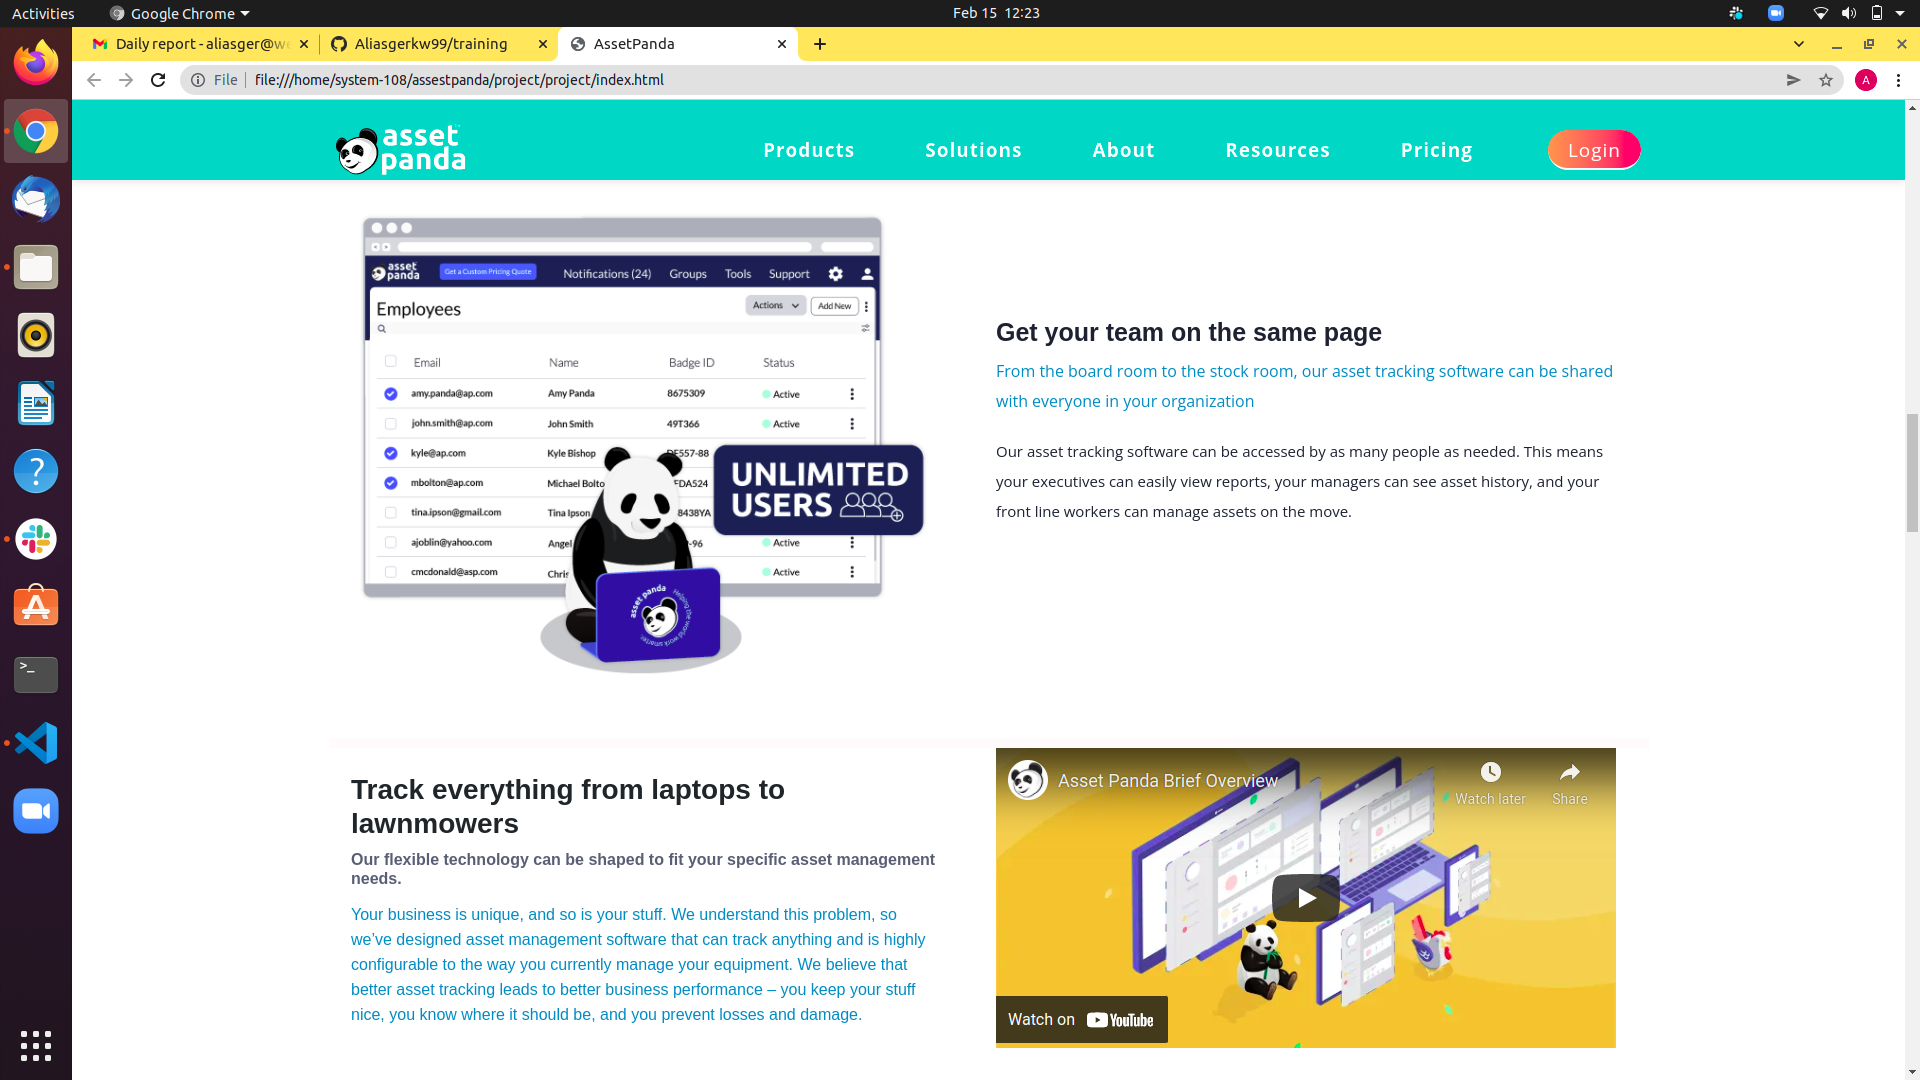 Activities
Google Chrome
Feb 15 12:23
Daily report - aliasger@we
Aliasgerkw99/training
AssetPanda
File
file:///home/system-108/assestpanda/project/project/index.html
A
asset
panda
Products
Solutions
About
Resources
Pricing
Login
asset
panda
Get a Custom Pricing Quote
Notifications (24)
Groups
Tools
Support
Employees
Actions
Add New
Email
Name
Badge ID
Status
amy.panda@ap.com
Amy Panda
8675309
Active
john.smith@ap.com
John Smith
49T366
Active
kyle@ap.com
Kyle Bishop
557-88
mbolton@ap.com
Michael Bolto
FDA524
tina.ipson@gmail.com
Tina Ipson
8438YA
ajoblin@yahoo.com
Angel
-96
Active
cmcdonald@asp.com
Chris
Active
UNLIMITED
USERS
asset panda
Helping the world work smarter.
Get your team on the same page
From the board room to the stock room, our asset tracking software can be shared
with everyone in your organization
Our asset tracking software can be accessed by as many people as needed. This means
your executives can easily view reports, your managers can see asset history, and your
front line workers can manage assets on the move.
Track everything from laptops to
lawnmowers
Our flexible technology can be shaped to fit your specific asset management
needs.
Your business is unique, and so is your stuff. We understand this problem, so
we’ve designed asset management software that can track anything and is highly
configurable to the way you currently manage your equipment. We believe that
better asset tracking leads to better business performance – you keep your stuff
nice, you know where it should be, and you prevent losses and damage.
Asset Panda Brief Overview
Watch later
Share
Watch on YouTube